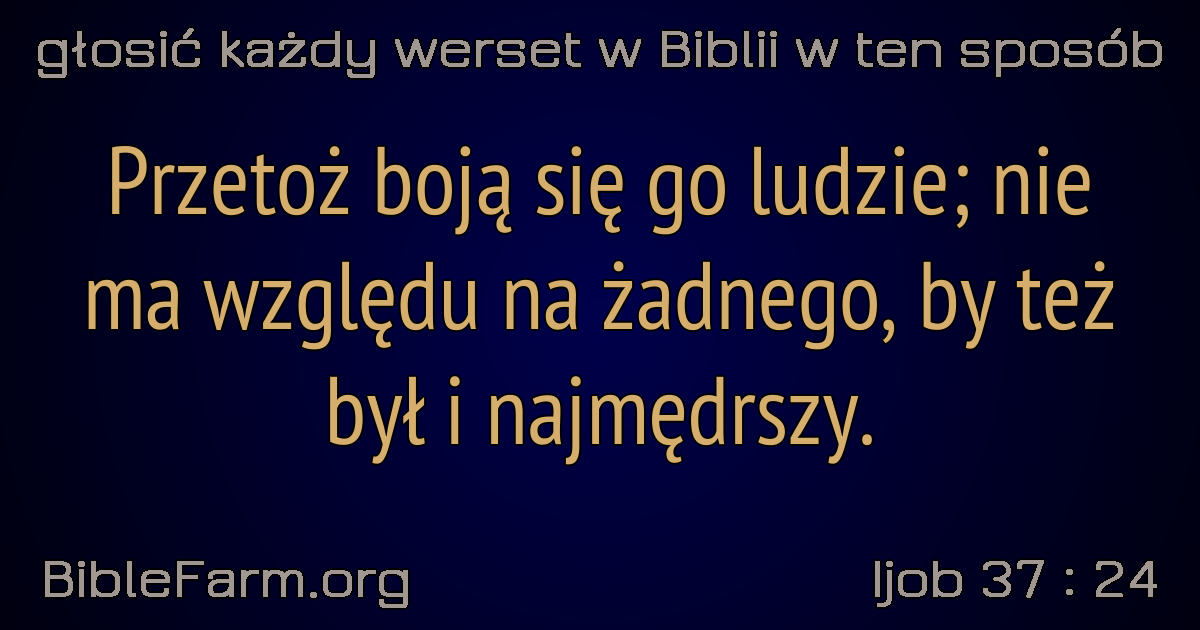 głosić każdy werset w Biblii w ten sposób
Przetoż boją się go ludzie; nie
ma względu na żadnego, by też
był i najmędrszy.
BibleFarm.org
Ijob 37 : 24